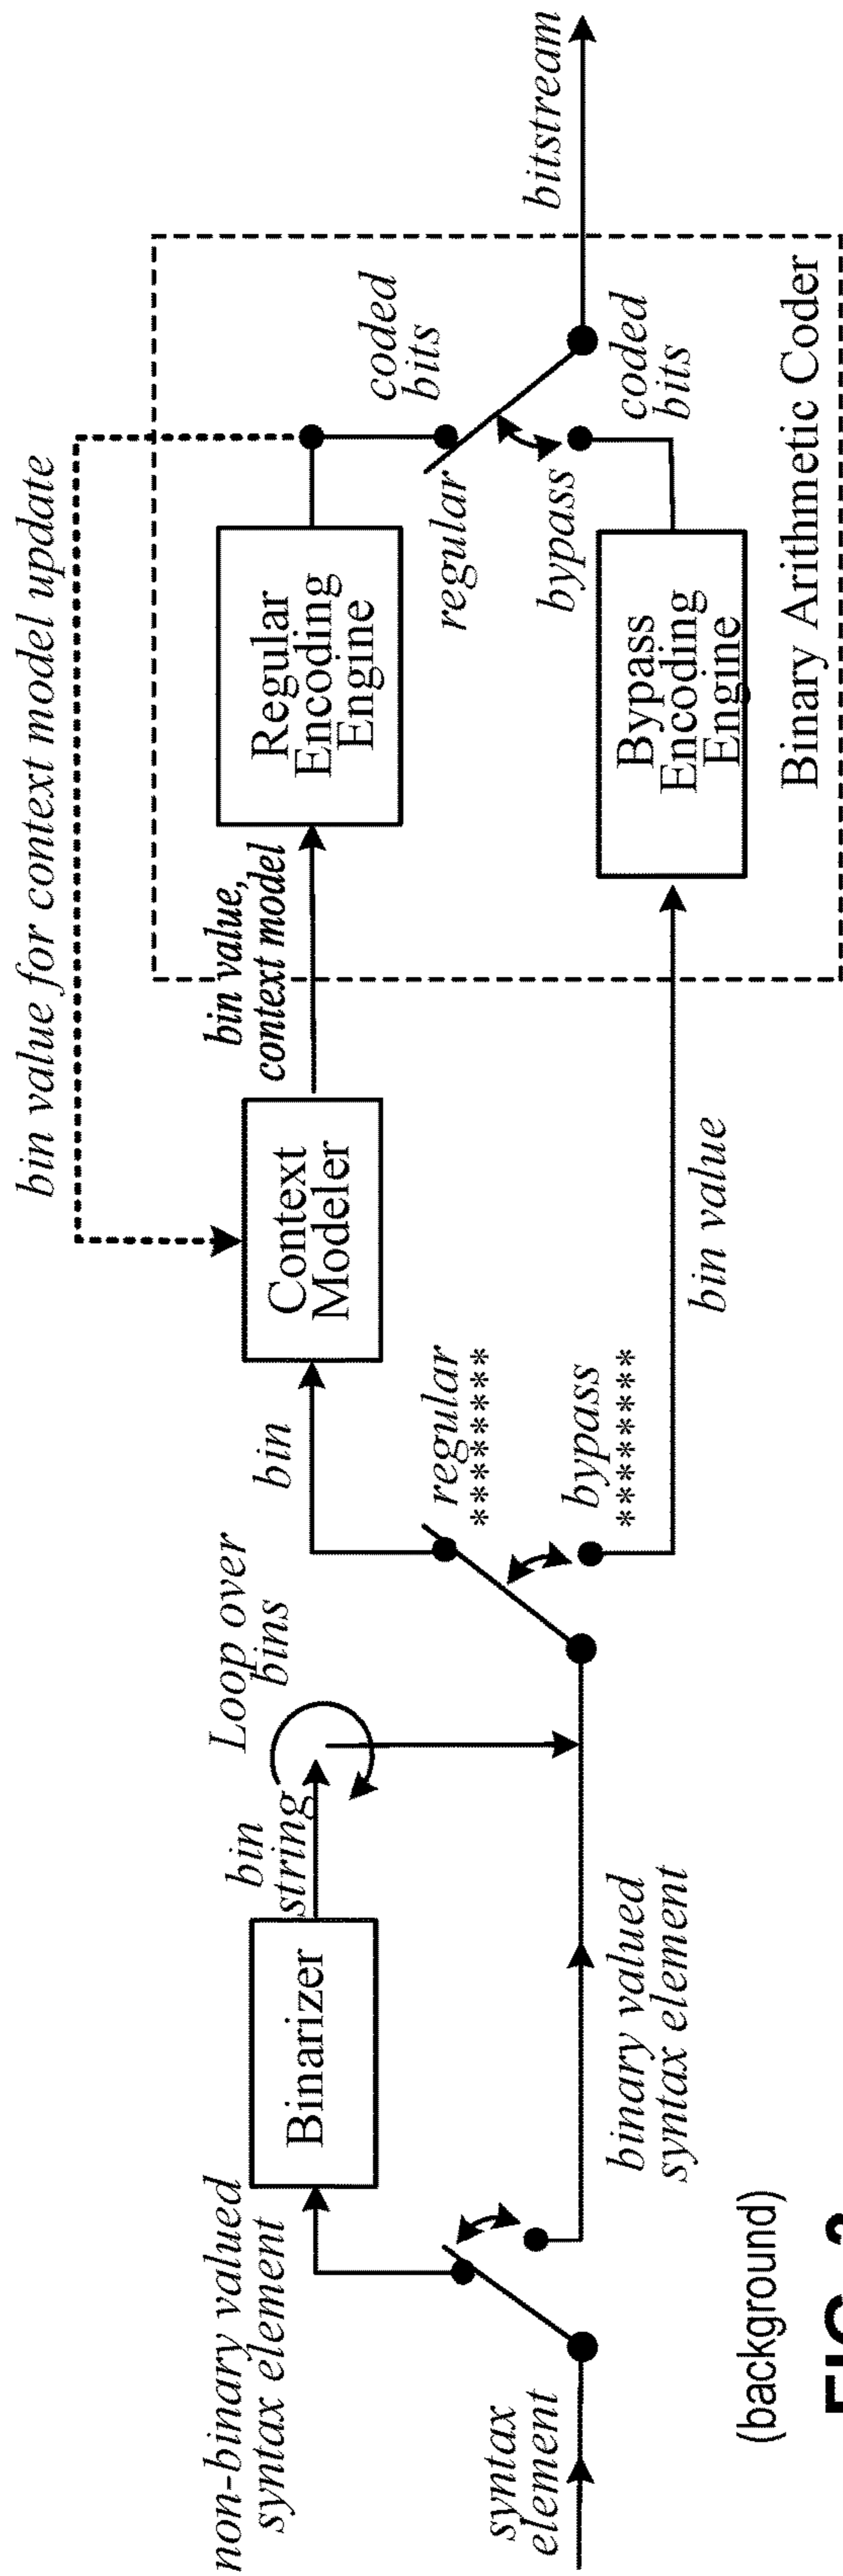 bin value for context model update
non-binary valued
syntax element
syntax
element
Binarizer
bin
string
Loop over
bins
binary valued
syntax element
bin
regular
*********
bypass
*********
Context
Modeler
bin value,
context model
bin value
Regular
Encoding
Engine
Bypass
Encoding
Engine
regular
bypass
coded
bits
coded
bits
Binary Arithmetic Coder
bitstream
(background)